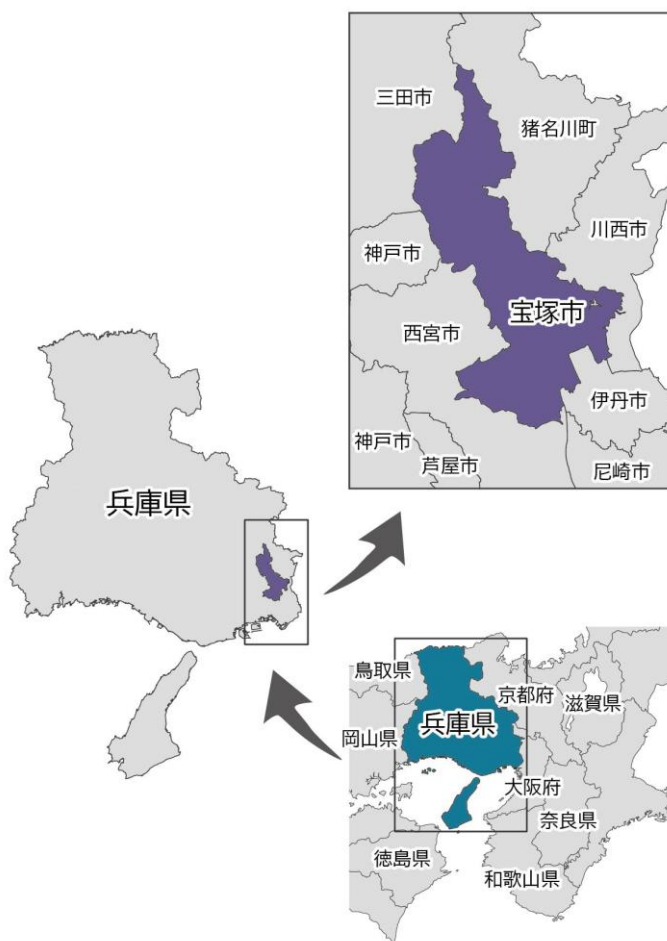 三田市
猪名川町
川西市
神戸市
宝塚市
西宮市
伊丹市
神戸市
芦屋市
尼崎市
兵庫県
鳥取県
京都府
滋賀県
兵庫県
岡山県
大阪府
奈良県
徳島県
和歌山県